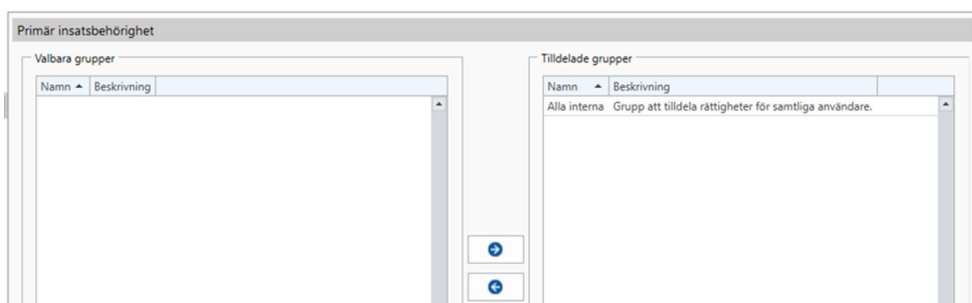 Primär insatsbehörighet
Valbara grupper
Namn Beskrivning
Tilldelade grupper
Namn Beskrivning
Alla interna Grupp att tilldela rättigheter för samtliga användare.